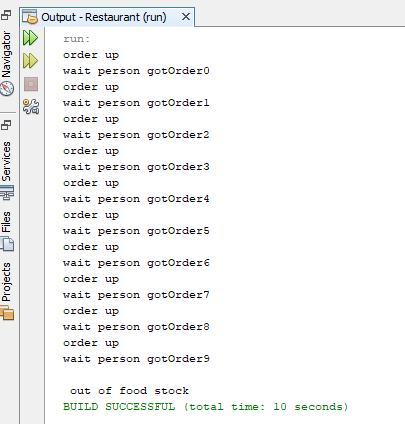 Output - Restaurant (run) ×
Navigator
Services
Files
Projects
run:
order up
wait person gotOrder0
order up
wait person gotOrder1
order up
wait person gotOrder2
order up
wait person gotOrder3
order up
wait person gotOrder4
order up
wait person gotOrder5
order up
wait person gotOrder6
order up
wait person gotOrder7
order up
wait person gotOrder8
order up
wait person gotOrder9
out of food stock
BUILD SUCCESSFUL (total time: 10 seconds)